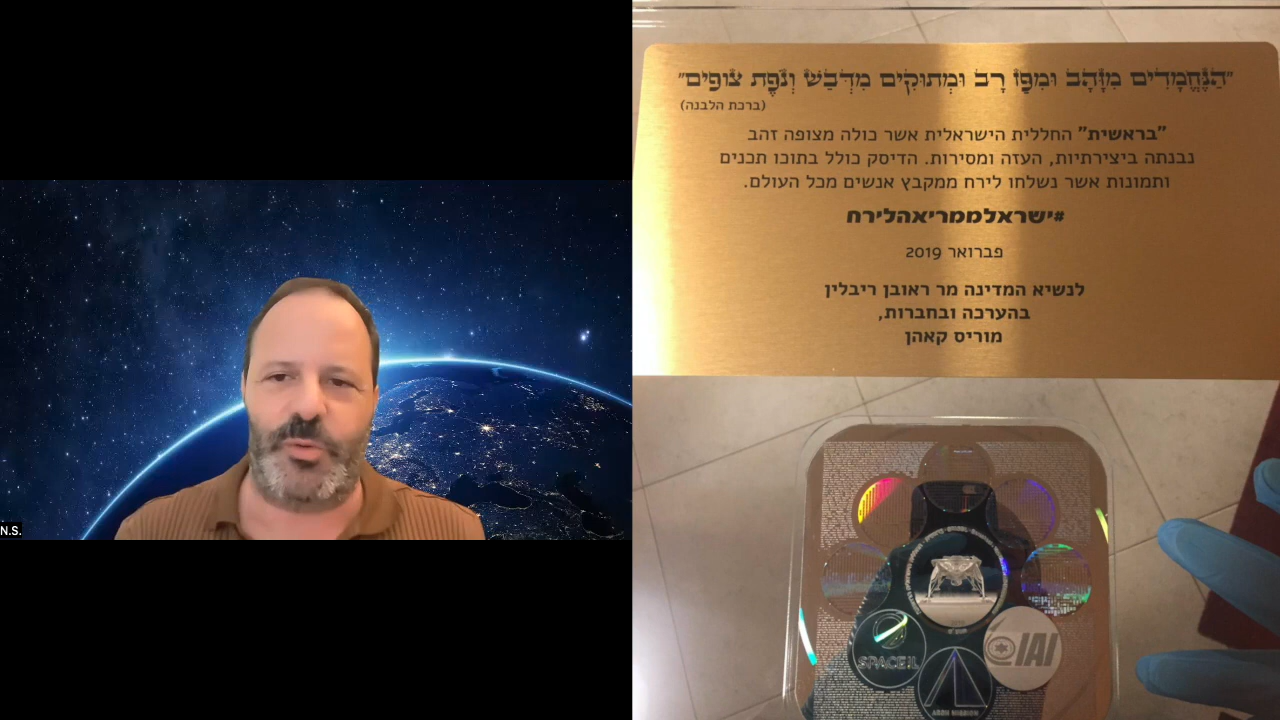 N.S.
"הַנֶּחֱמָדִים מִזָּהָב וּמִפַּז רָב וּמְתוּקִים מִדְּבַשׁ וְנֹפֶת צוּפִים"
(ברכת הלבנה)
"בראשית" החללית הישראלית אשר כולה מצופה זהב
נבנתה ביצירתיות, העזה ומסירות. הדיסק כולל בתוכו תכנים
ותמונות אשר נשלחו לירח ממקבץ אנשים מכל העולם.
#ישראלממריאהלירח
פברואר 2019
לנשיא המדינה מר ראובן ריבלין
בהערכה ובחברות,
מוריס קאהן
SPACEIL
IAI
ARCH MISSION